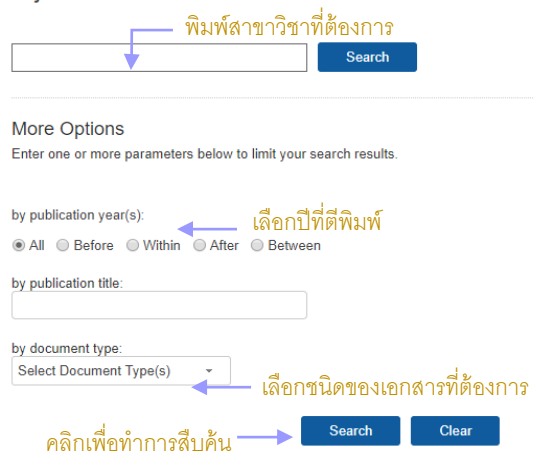 พิมพ์สาขาวิชาที่ต้องการ
Search
More Options
Enter one or more parameters below to limit your search results.
by publication year(s):
เลือกปีที่ตีพิมพ์
All Before Within After Between
by publication title:
by document type:
Select Document Type(s)
เลือกชนิดของเอกสารที่ต้องการ
คลิกเพื่อทำการสืบค้น
Search Clear